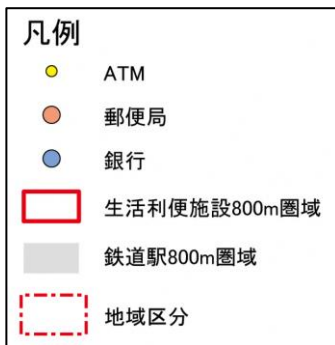 凡例
ATM
郵便局
銀行
生活利便施設800m圏域
鉄道駅800m圏域
地域区分